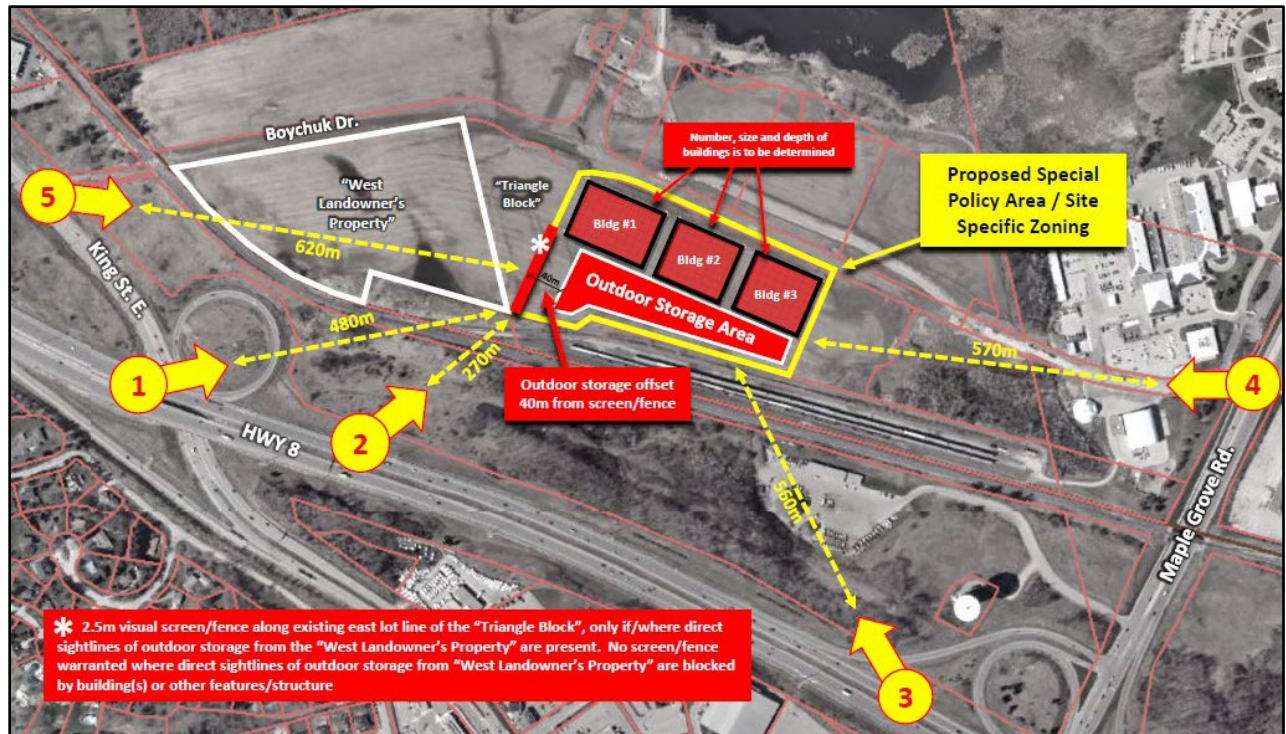 Number, size and depth of
buildings is to be determined
Boychuk Dr.
Proposed Special
Policy Area / Site
Specific Zoning
"West
Landowner's
Property"
"Triangle
Block"
5
620m
*
Bldg #1
Bldg #2
Bldg #3
40m
Outdoor Storage Area
King St. E.
480m
270m
570m
4
1
Outdoor storage offset
40m from screen/fence
2
HWY 8
560m
Maple Grove Rd.
* 2.5m visual screen/fence along existing east lot line of the "Triangle Block", only if/where direct
sightlines of outdoor storage from the "West Landowner's Property" are present. No screen/fence
warranted where direct sightlines of outdoor storage from "West Landowner's Property" are blocked
by building(s) or other features/structure
3